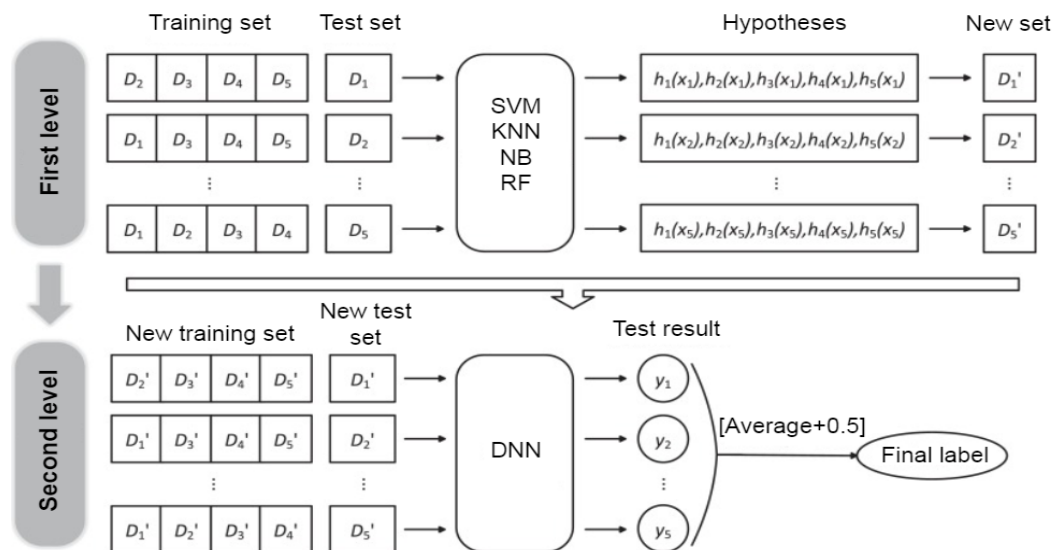 Training set Test set Hypotheses New set
First level
D₂ D₃ D₄ D₅ D₁ h₁(x₁),h₂(x₁),h₃(x₁),h₄(x₁),h₅(x₁) D₁'
SVM
KNN
NB
RF
D₁ D₃ D₄ D₅ D₂ h₁(x₂),h₂(x₂),h₃(x₂),h₄(x₂),h₅(x₂) D₂'
⋮ ⋮ ⋮ ⋮
D₁ D₂ D₃ D₄ D₅ h₁(x₅),h₂(x₅),h₃(x₅),h₄(x₅),h₅(x₅) D₅'
Second level
New training set
New test
set
Test result
D₂' D₃' D₄' D₅' D₁' y₁
D₁' D₃' D₄' D₅' D₂' DNN y₂
[Average+0.5]
Final label
⋮ ⋮ ⋮
D₁' D₂' D₃' D₄' D₅' y₅